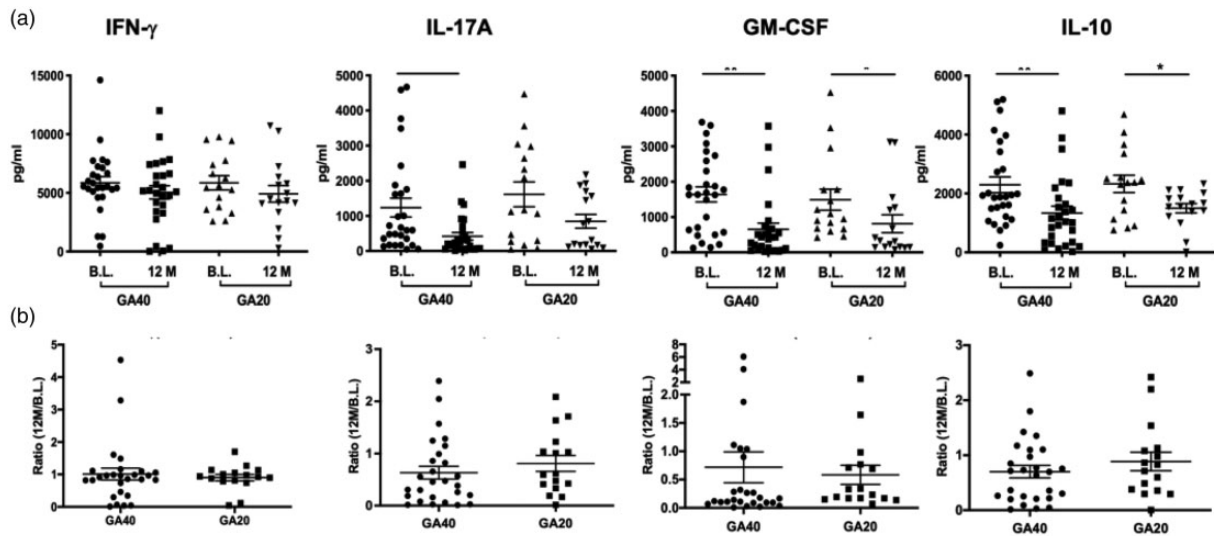 (a)
IFN-γ IL-17A GM-CSF IL-10
15000 5000 5000 6000
4000 4000
10000 4000
3000 3000
pg/ml pg/ml pg/ml pg/ml
2000 2000
5000 2000
1000 1000
0 0 0 0
*
B.L. 12 M B.L. 12 M B.L. 12 M B.L. 12 M B.L. 12 M B.L. 12 M B.L. 12 M B.L. 12 M
GA40 GA20 GA40 GA20 GA40 GA20 GA40 GA20
(b)
5 3 8 3
4 6
4
3 2 2 2
Ratio (12M/B.L.) Ratio (12M/B.L.) Ratio (12M/B.L.) Ratio (12M/B.L.)
2.0
2 1.5
1 1.0 1
1 0.5
0 0 0.0 0
GA40 GA20 GA40 GA20 GA40 GA20 GA40 GA20